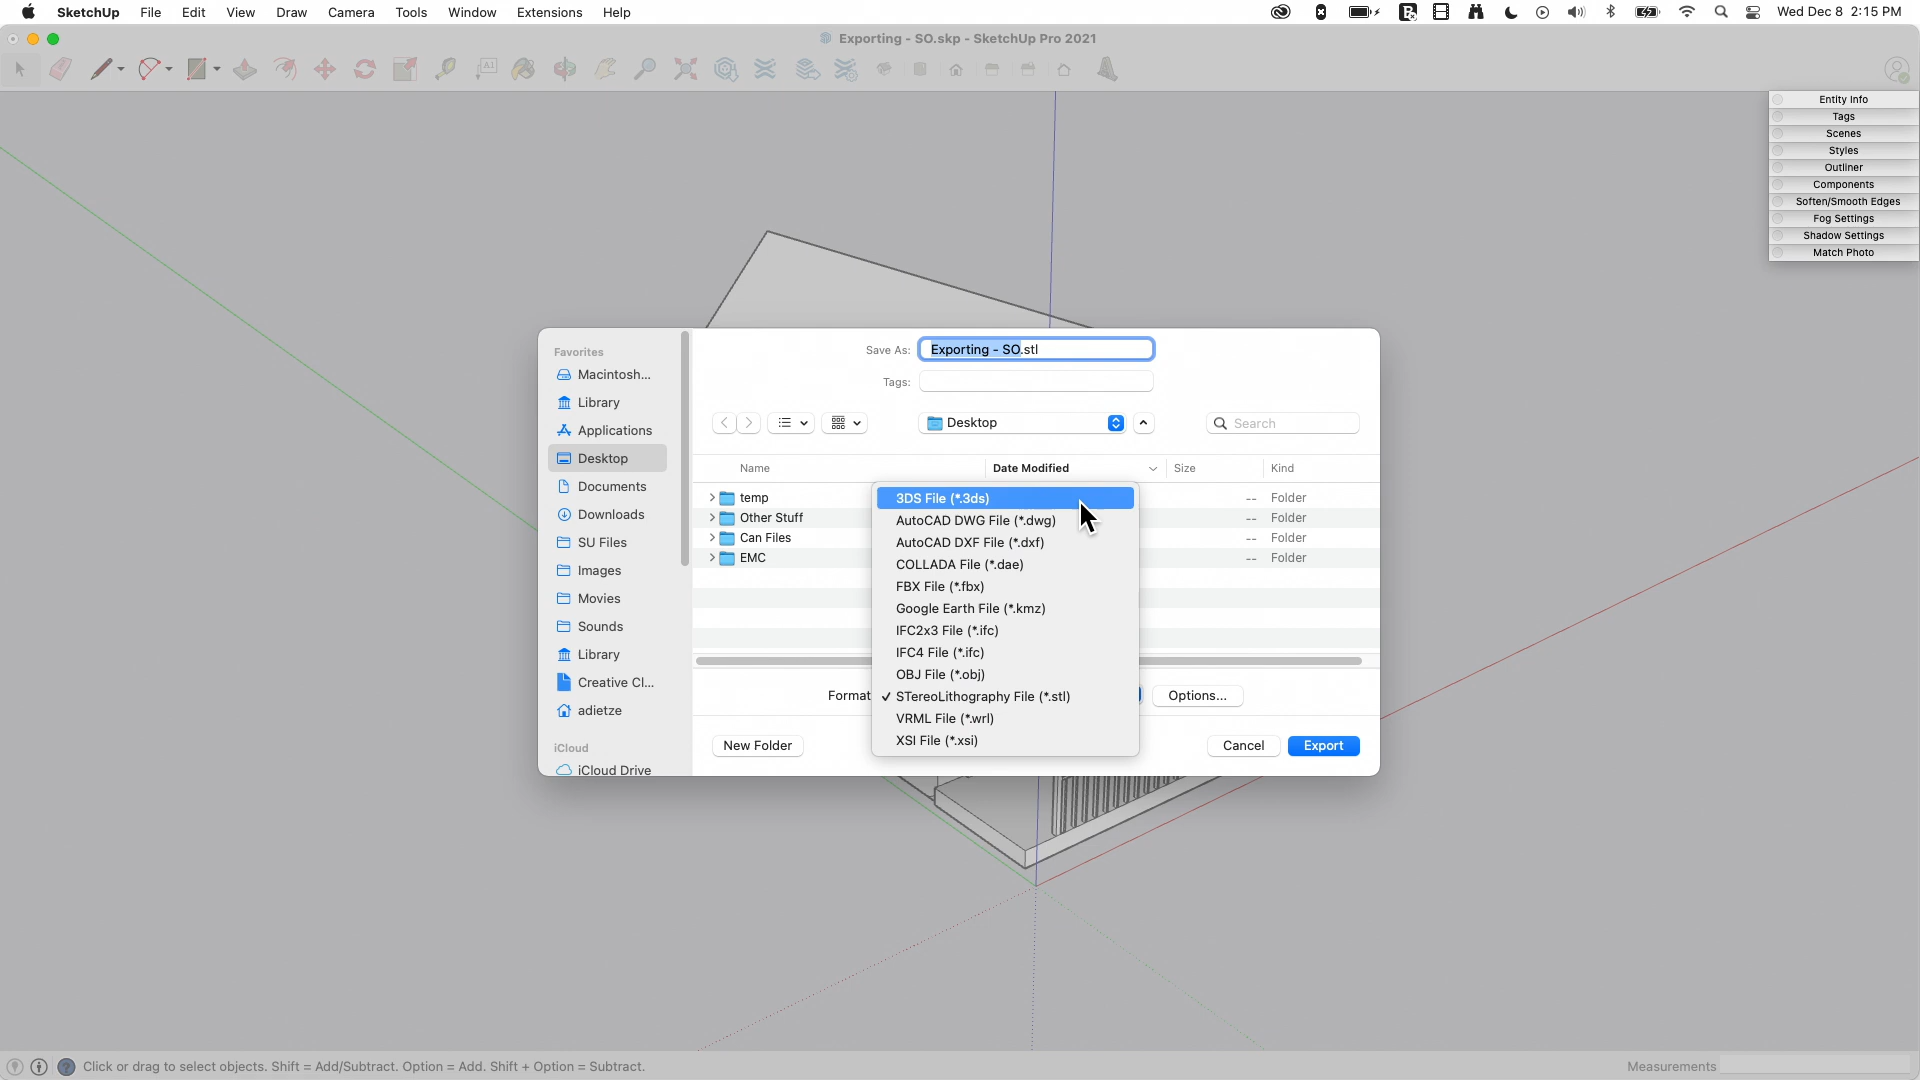 SketchUp File Edit View Draw Camera Tools Window Extensions Help Wed Dec 8 2:15 PM
Exporting - SO.skp - SketchUp Pro 2021
Entity Info
Tags
Scenes
Styles
Outliner
Components
Soften/Smooth Edges
Fog Settings
Shadow Settings
Match Photo
Favorites
Macintosh...
Library
Applications
Desktop
Documents
Downloads
SU Files
Images
Movies
Sounds
Library
Creative Cl...
adietze
iCloud
iCloud Drive
Save As: Exporting - SO.stl
Tags:
Desktop
Search
Name Date Modified Size Kind
temp -- Folder
Other Stuff -- Folder
Can Files -- Folder
EMC -- Folder
3DS File (*.3ds)
AutoCAD DWG File (*.dwg)
AutoCAD DXF File (*.dxf)
COLLADA File (*.dae)
FBX File (*.fbx)
Google Earth File (*.kmz)
IFC2x3 File (*.ifc)
IFC4 File (*.ifc)
OBJ File (*.obj)
Format ✓ STereoLithography File (*.stl) Options...
VRML File (*.wrl)
XSI File (*.xsi)
New Folder Cancel Export
Click or drag to select objects. Shift = Add/Subtract. Option = Add. Shift + Option = Subtract.
Measurements